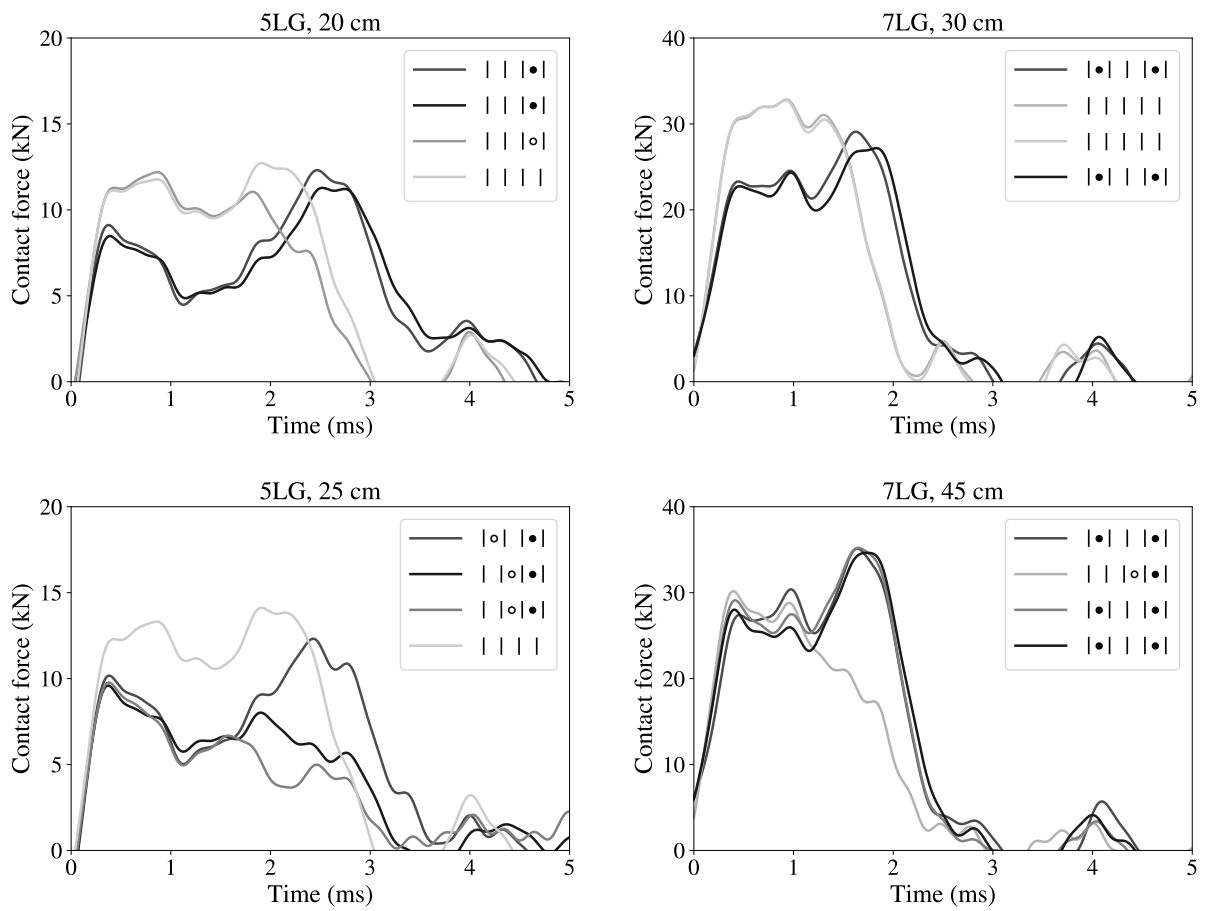 5LG, 20 cm
20
15
10
5
0
0 1 2 3 4 5
Contact force (kN)
Time (ms)
| | |•|
| | |•|
| | |∘|
| | | |
7LG, 30 cm
40
30
20
10
0
0 1 2 3 4 5
Contact force (kN)
Time (ms)
|•| | |•|
| | | | |
| | | | |
|•| | |•|
5LG, 25 cm
20
15
10
5
0
0 1 2 3 4 5
Contact force (kN)
Time (ms)
|∘| |•|
| |∘|•|
| |∘|•|
| | | |
7LG, 45 cm
40
30
20
10
0
0 1 2 3 4 5
Contact force (kN)
Time (ms)
|•| | |•|
| | |∘|•|
|•| | |•|
|•| | |•|